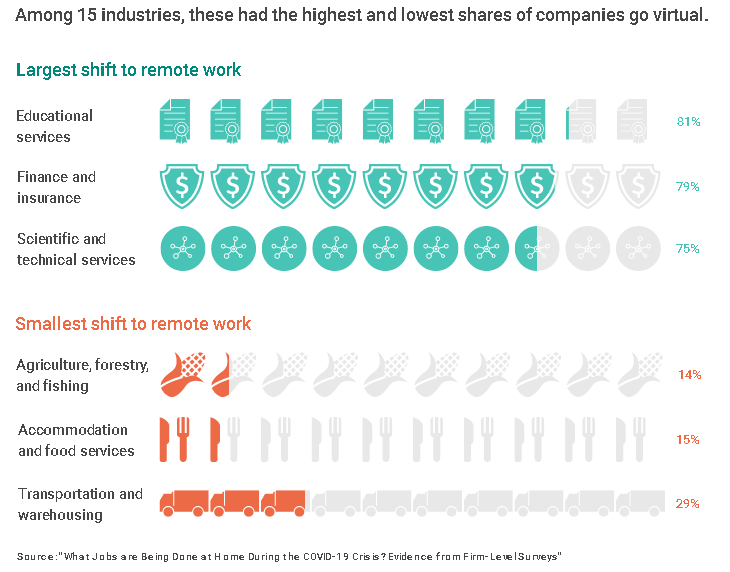 Among 15 industries, these had the highest and lowest shares of companies go virtual.
Largest shift to remote work
Educational
services
81%
Finance and
insurance
79%
Scientific and
technical services
75%
Smallest shift to remote work
Agriculture, forestry,
and fishing
14%
Accommodation
and food services
15%
Transportation and
warehousing
29%
Source:"What Jobs are Being Done at Home During the COVID-19 Crisis? Evidence from Firm-Level Surveys"